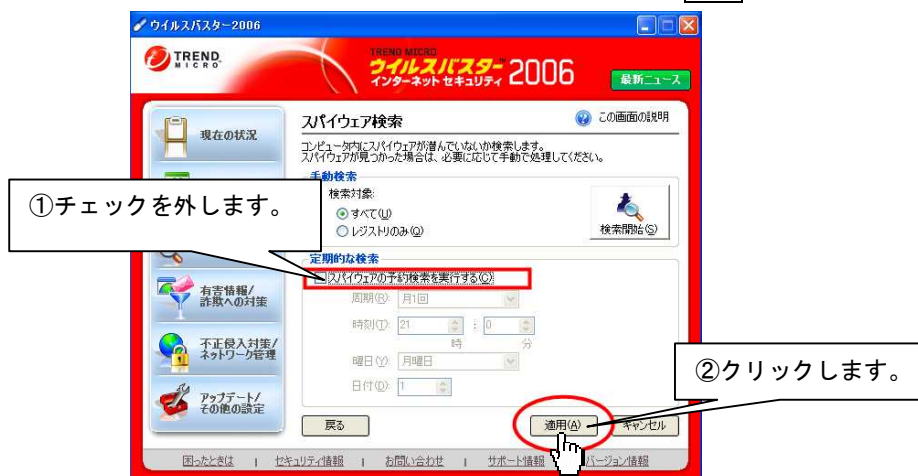 ウイルスバスター2006
TREND
MICRO
TREND MICRO
ウイルスバスター™ 2006
インターネット セキュリティ
最新ニュース
現在の状況
スパイウェア検索
この画面の説明
コンピュータ内にスパイウェアが潜んでいないか検索します。
スパイウェアが見つかった場合は、必要に応じて手動で処理してください。
手動検索
検索対象:
すべて(U)
レジストリのみ(Q)
検索開始(S)
①チェックを外します。
定期的な検索
スパイウェアの予約検索を実行する(C):
周期(R): 月1回
時刻(T): 21 : 0
時 分
曜日(Y): 月曜日
日付(D): 1
有害情報/
詐欺への対策
不正侵入対策/
ネットワーク管理
アップデート/
その他の設定
②クリックします。
戻る
適用(A)
キャンセル
困ったときは | セキュリティ情報 | お問い合わせ | サポート情報 バージョン情報